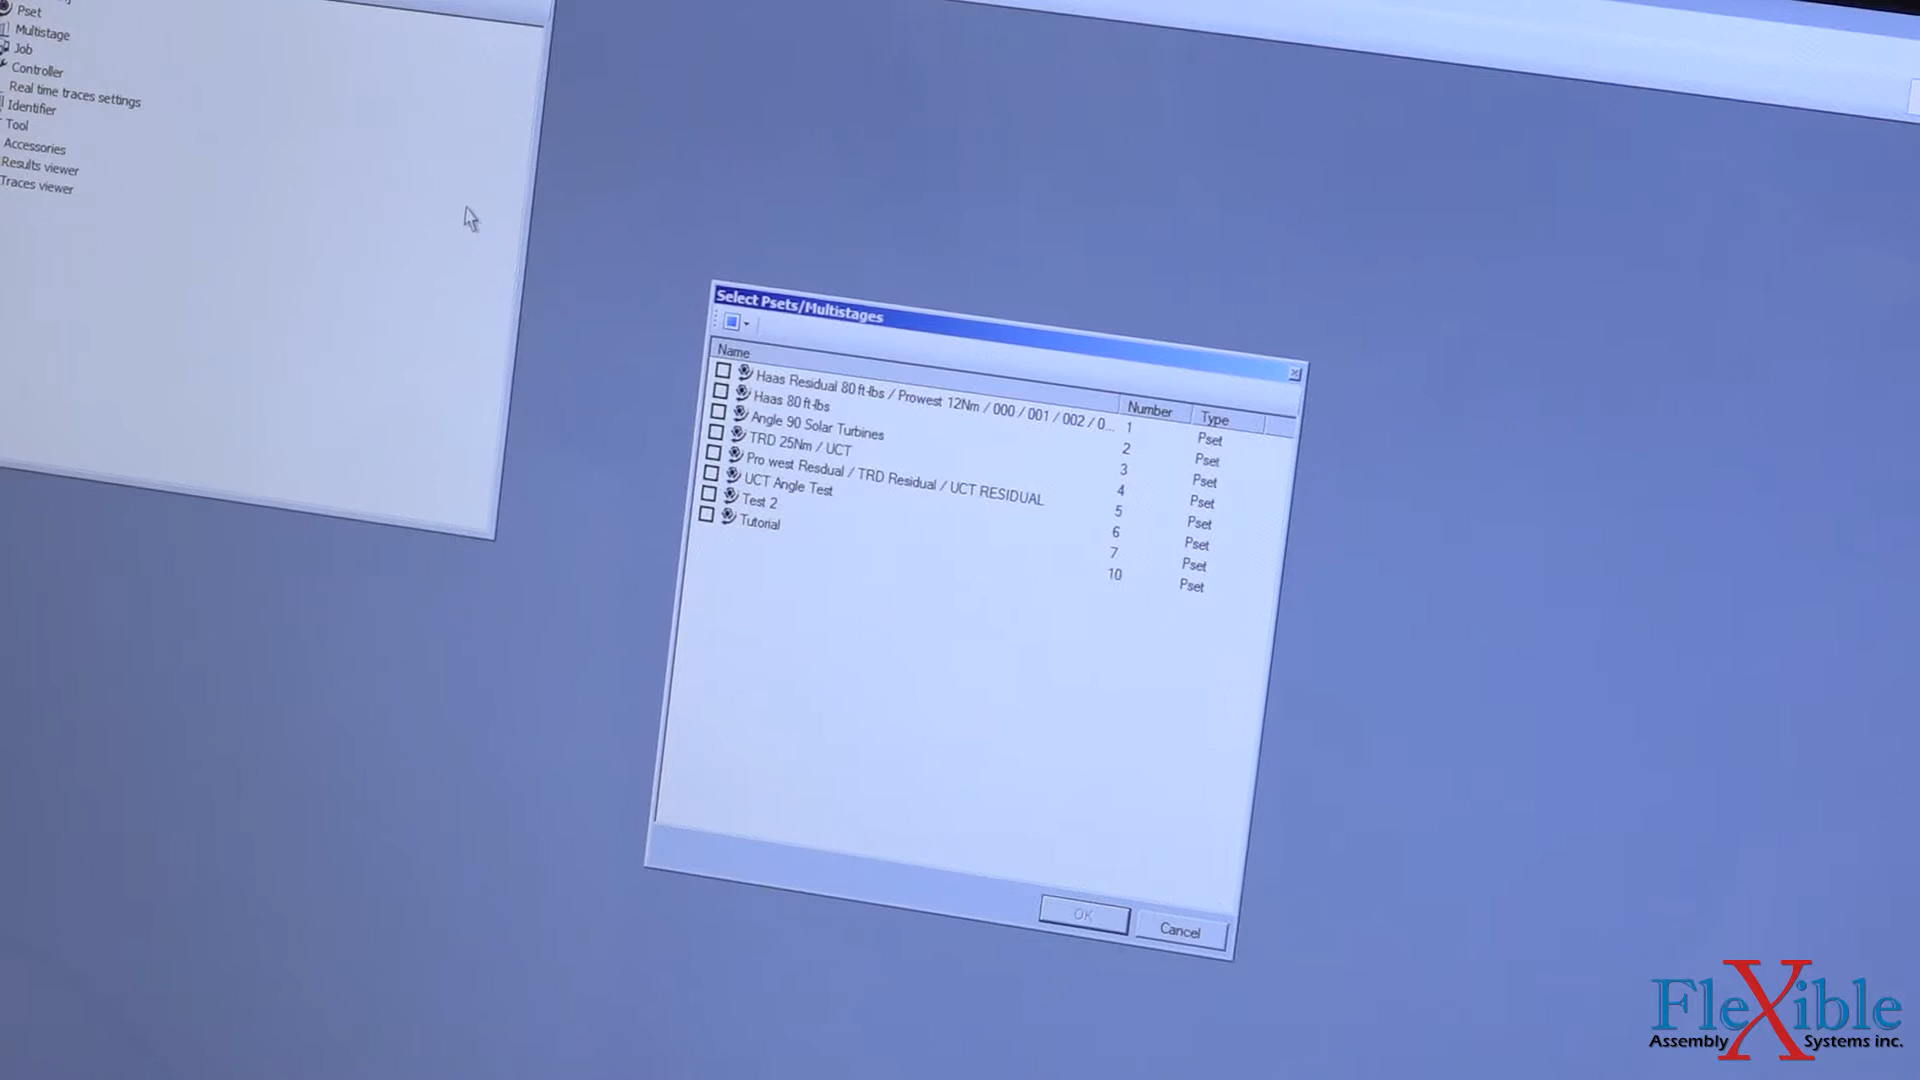 Pset
Multistage
Job
Controller
Real time traces settings
Identifier
Tool
Accessories
Results viewer
Traces viewer
Select Psets/Multistages
Name Number Type
Haas Residual 80 ft-lbs / Prowest 12Nm / 000 / 001 / 002 / 0... 1 Pset
Haas 80 ft-lbs 2 Pset
Angle 90 Solar Turbines 3 Pset
TRD 25Nm / UCT 4 Pset
Pro west Resdual / TRD Residual / UCT RESIDUAL 5 Pset
UCT Angle Test 6 Pset
Test 2 7 Pset
Tutorial 10 Pset
OK Cancel
FleXible
Assembly Systems inc.